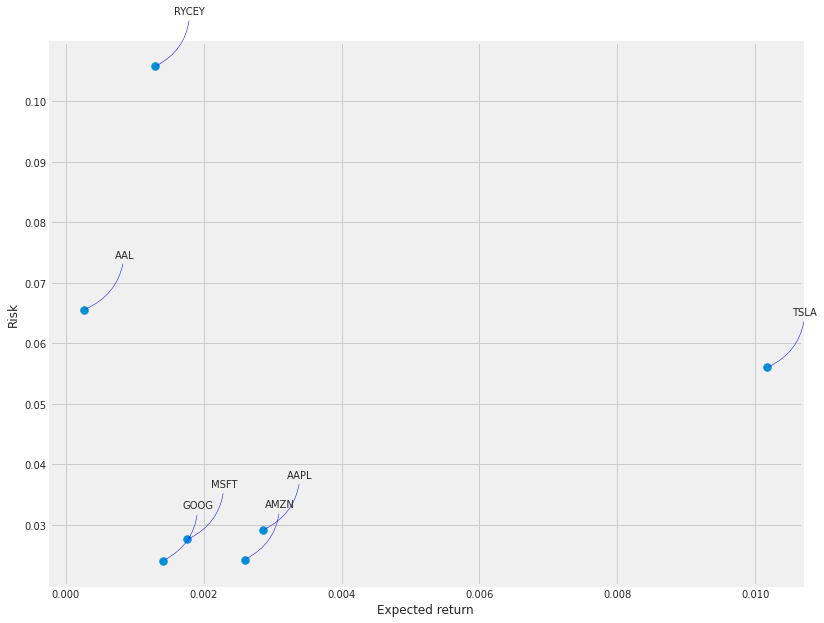 RYCEY
0.10
0.09
0.08
AAL
0.07
TSLA
Risk
0.06
0.05
0.04
AAPL
MSFT
AMZN
GOOG
0.03
0.000
0.002
0.004
0.006
0.008
0.010
Expected return